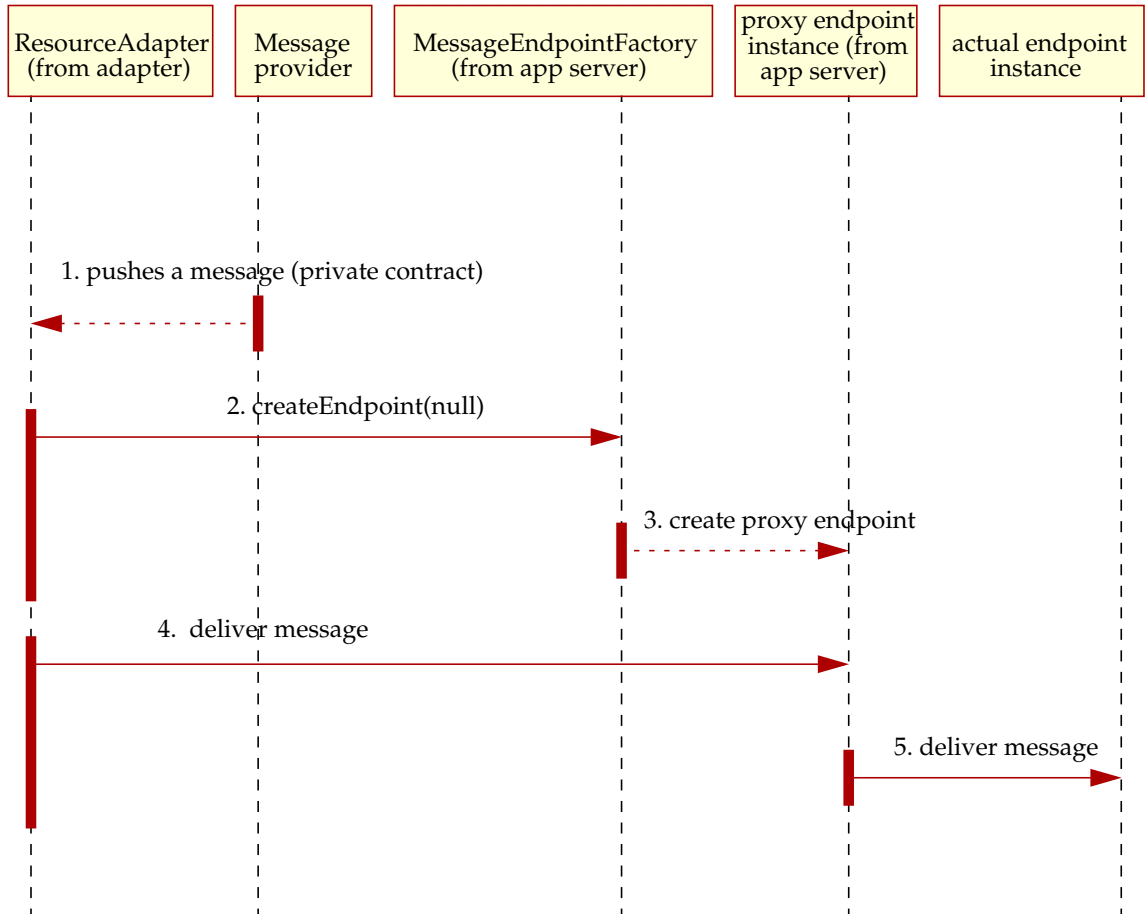 ResourceAdapter
(from adapter)
Message
provider
MessageEndpointFactory
(from app server)
proxy endpoint
instance (from
app server)
actual endpoint
instance
1. pushes a message (private contract)
2. createEndpoint(null)
3. create proxy endpoint
4. deliver message
5. deliver message